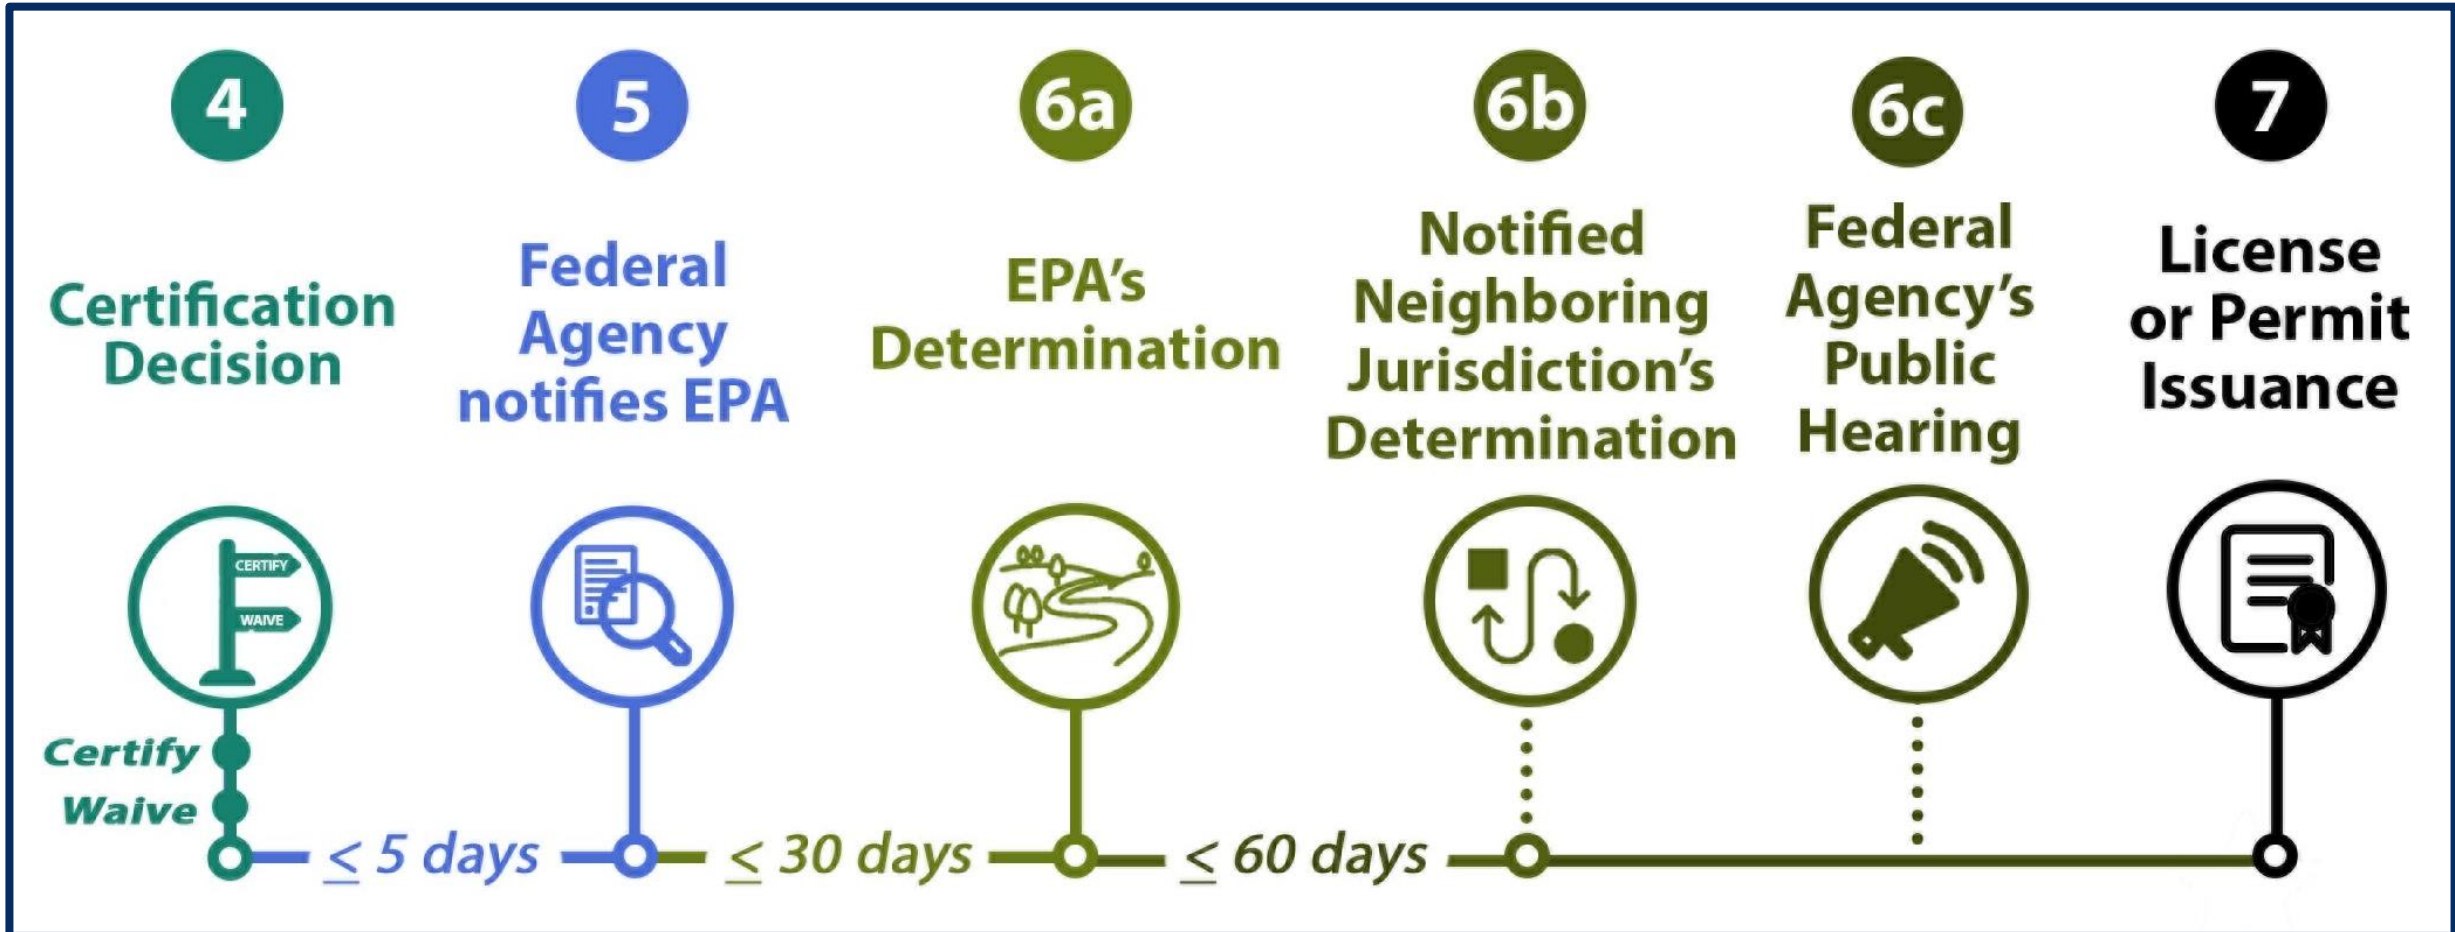 4
Certification
Decision
5
Federal
Agency
notifies EPA
6a
EPA’s
Determination
6b
Notified
Neighboring
Jurisdiction’s
Determination
6c
Federal
Agency’s
Public
Hearing
7
License
or Permit
Issuance
CERTIFY
WAIVE
Certify
Waive
≤ 5 days
≤ 30 days
≤ 60 days